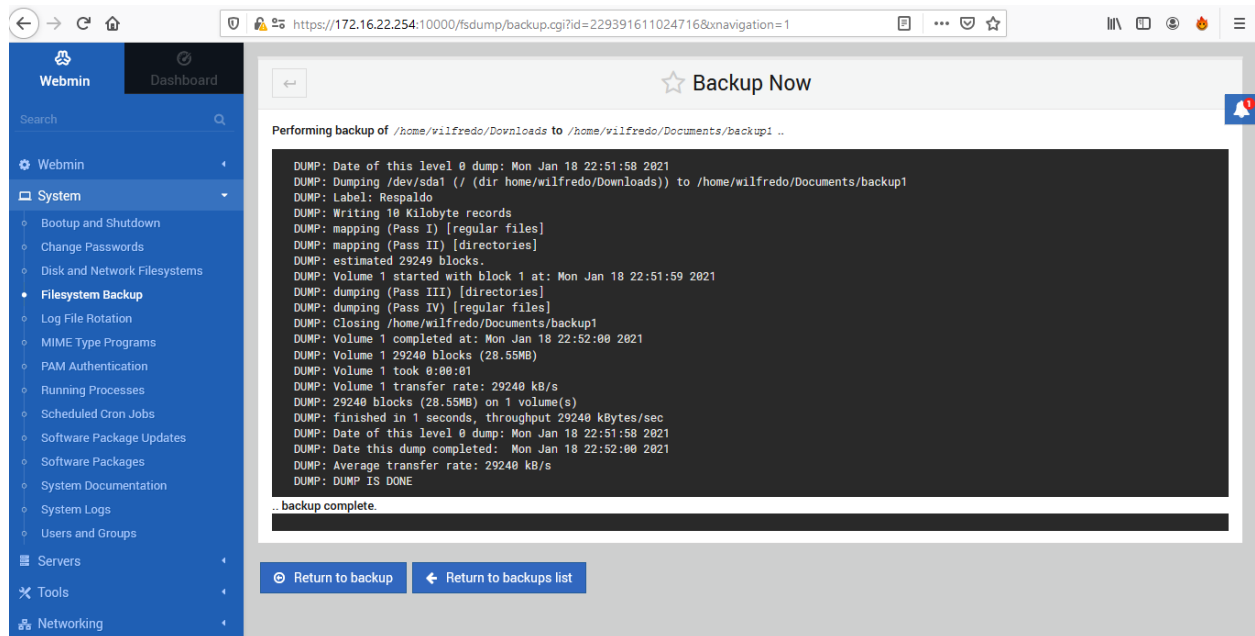 https://172.16.22.254:10000/fsdump/backup.cgi?id=229391611024716&xnavigation=1
Webmin
Dashboard
Search
Webmin
System
Bootup and Shutdown
Change Passwords
Disk and Network Filesystems
Filesystem Backup
Log File Rotation
MIME Type Programs
PAM Authentication
Running Processes
Scheduled Cron Jobs
Software Package Updates
Software Packages
System Documentation
System Logs
Users and Groups
Servers
Tools
Networking
Backup Now
1
Performing backup of /home/wilfredo/Downloads to /home/wilfredo/Documents/backup1 ..
DUMP: Date of this level 0 dump: Mon Jan 18 22:51:58 2021
DUMP: Dumping /dev/sda1 (/ (dir home/wilfredo/Downloads)) to /home/wilfredo/Documents/backup1
DUMP: Label: Respaldo
DUMP: Writing 10 Kilobyte records
DUMP: mapping (Pass I) [regular files]
DUMP: mapping (Pass II) [directories]
DUMP: estimated 29249 blocks.
DUMP: Volume 1 started with block 1 at: Mon Jan 18 22:51:59 2021
DUMP: dumping (Pass III) [directories]
DUMP: dumping (Pass IV) [regular files]
DUMP: Closing /home/wilfredo/Documents/backup1
DUMP: Volume 1 completed at: Mon Jan 18 22:52:00 2021
DUMP: Volume 1 29240 blocks (28.55MB)
DUMP: Volume 1 took 0:00:01
DUMP: Volume 1 transfer rate: 29240 kB/s
DUMP: 29240 blocks (28.55MB) on 1 volume(s)
DUMP: finished in 1 seconds, throughput 29240 kBytes/sec
DUMP: Date of this level 0 dump: Mon Jan 18 22:51:58 2021
DUMP: Date this dump completed:  Mon Jan 18 22:52:00 2021
DUMP: Average transfer rate: 29240 kB/s
DUMP: DUMP IS DONE
.. backup complete.
Return to backup
Return to backups list